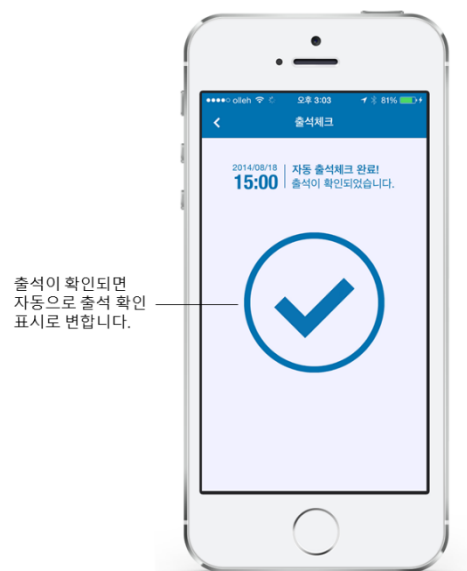 olleh 오후 3:03 81%
출석체크
2014/08/18 자동 출석체크 완료!
15:00 출석이 확인되었습니다.
출석이 확인되면
자동으로 출석 확인
표시로 변합니다.